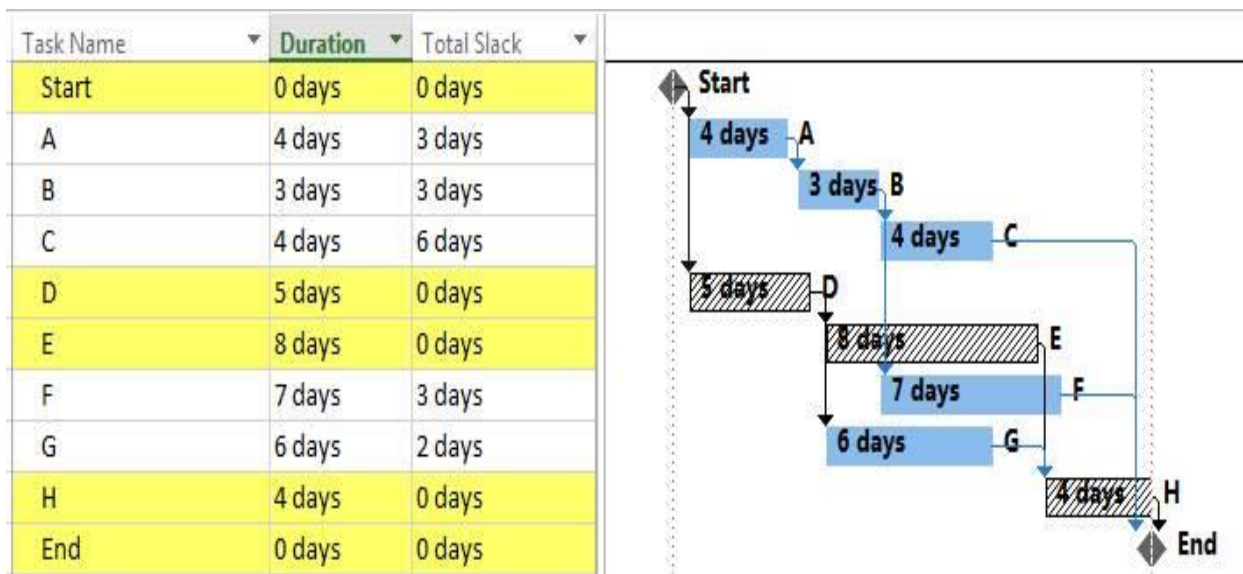 Task Name Duration Total Slack
Start 0 days 0 days Start
A 4 days 3 days 4 days A
B 3 days 3 days 3 days B
C 4 days 6 days 4 days C
D 5 days 0 days 5 days D
E 8 days 0 days 8 days E
F 7 days 3 days 7 days F
G 6 days 2 days 6 days G
H 4 days 0 days 4 days H
End 0 days 0 days End